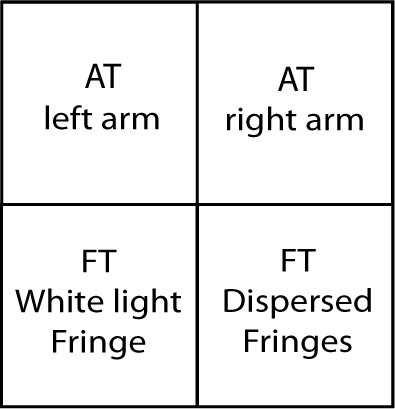 AT
left arm
AT
right arm
FT
White light
Fringe
FT
Dispersed
Fringes